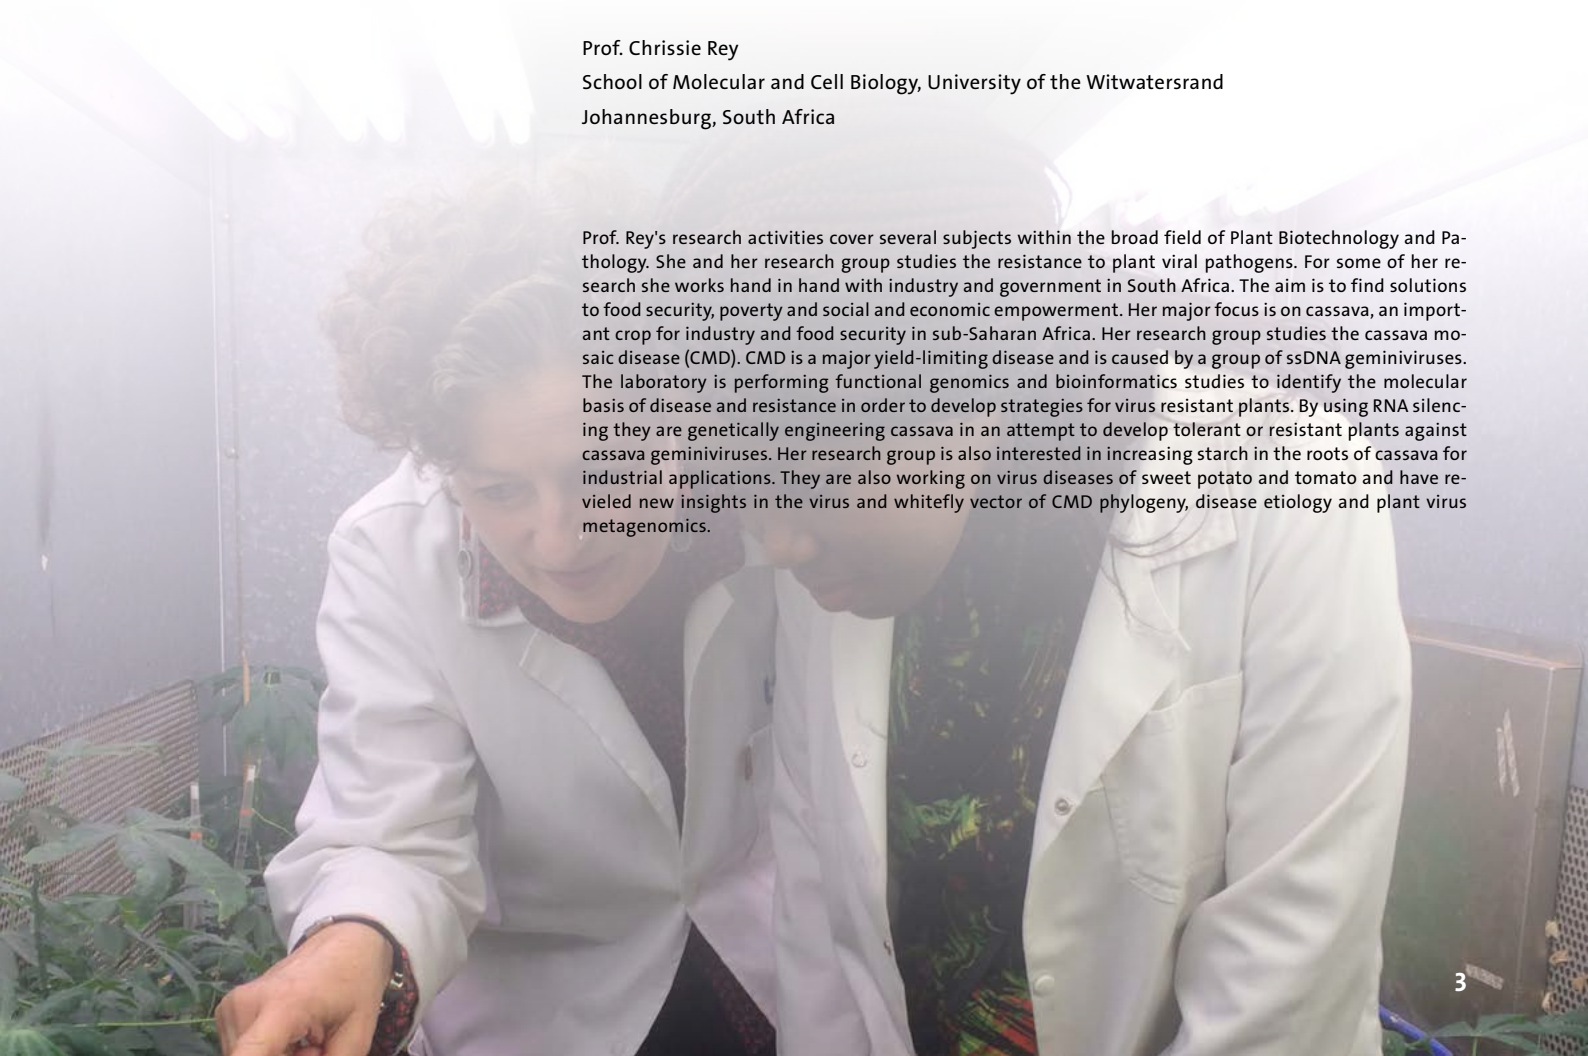 Prof. Chrissie Rey
School of Molecular and Cell Biology, University of the Witwatersrand
Johannesburg, South Africa
Prof. Rey's research activities cover several subjects within the broad field of Plant Biotechnology and Pa-
thology. She and her research group studies the resistance to plant viral pathogens. For some of her re-
search she works hand in hand with industry and government in South Africa. The aim is to find solutions
to food security, poverty and social and economic empowerment. Her major focus is on cassava, an import-
ant crop for industry and food security in sub-Saharan Africa. Her research group studies the cassava mo-
saic disease (CMD). CMD is a major yield-limiting disease and is caused by a group of ssDNA geminiviruses.
The laboratory is performing functional genomics and bioinformatics studies to identify the molecular
basis of disease and resistance in order to develop strategies for virus resistant plants. By using RNA silenc-
ing they are genetically engineering cassava in an attempt to develop tolerant or resistant plants against
cassava geminiviruses. Her research group is also interested in increasing starch in the roots of cassava for
industrial applications. They are also working on virus diseases of sweet potato and tomato and have re-
vieled new insights in the virus and whitefly vector of CMD phylogeny, disease etiology and plant virus
metagenomics.
3